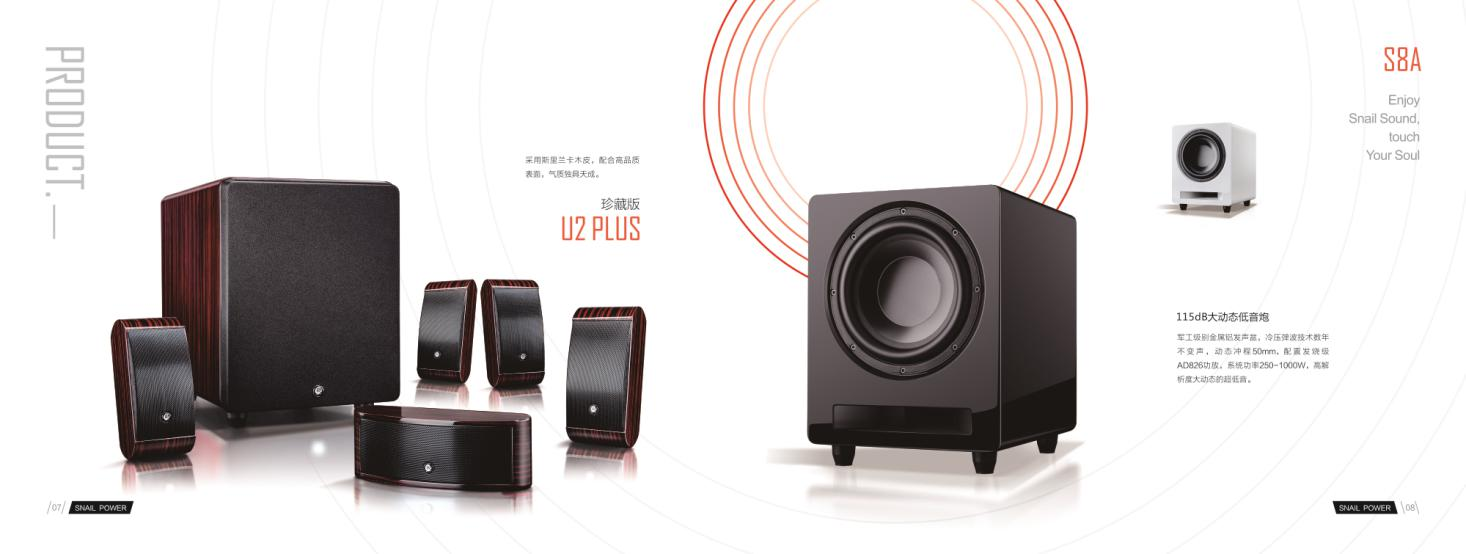 PRODUCT.
采用斯里兰卡木皮，配合高品质
表面，气质独具天成。
珍藏版
U2 PLUS
/07/ SNAIL POWER
S8A
Enjoy
Snail Sound,
touch
Your Soul
115dB大动态低音炮
军工级别金属铝发声盆，冷压弹波技术数年
不变声，动态冲程50mm，配置发烧级
AD826功放，系统功率250~1000W，高解
析度大动态的超低音。
SNAIL POWER \08\